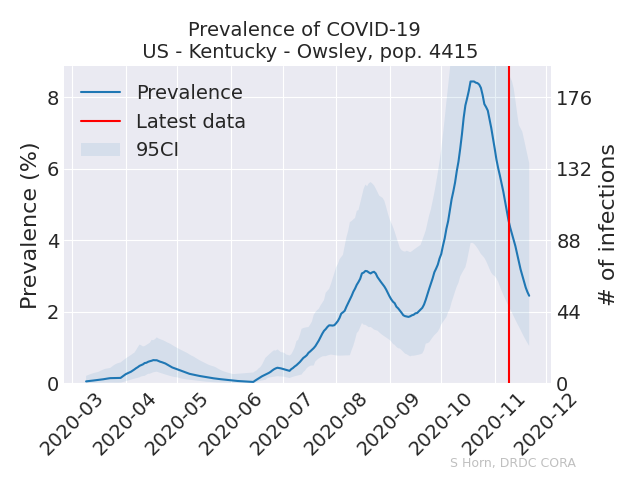 Prevalence of COVID-19
US - Kentucky - Owsley, pop. 4415
Prevalence
Latest data
95CI
Prevalence (%)
8
6
4
2
0
# of infections
176
132
88
44
0
2020-03
2020-04
2020-05
2020-06
2020-07
2020-08
2020-09
2020-10
2020-11
2020-12
S Horn, DRDC CORA